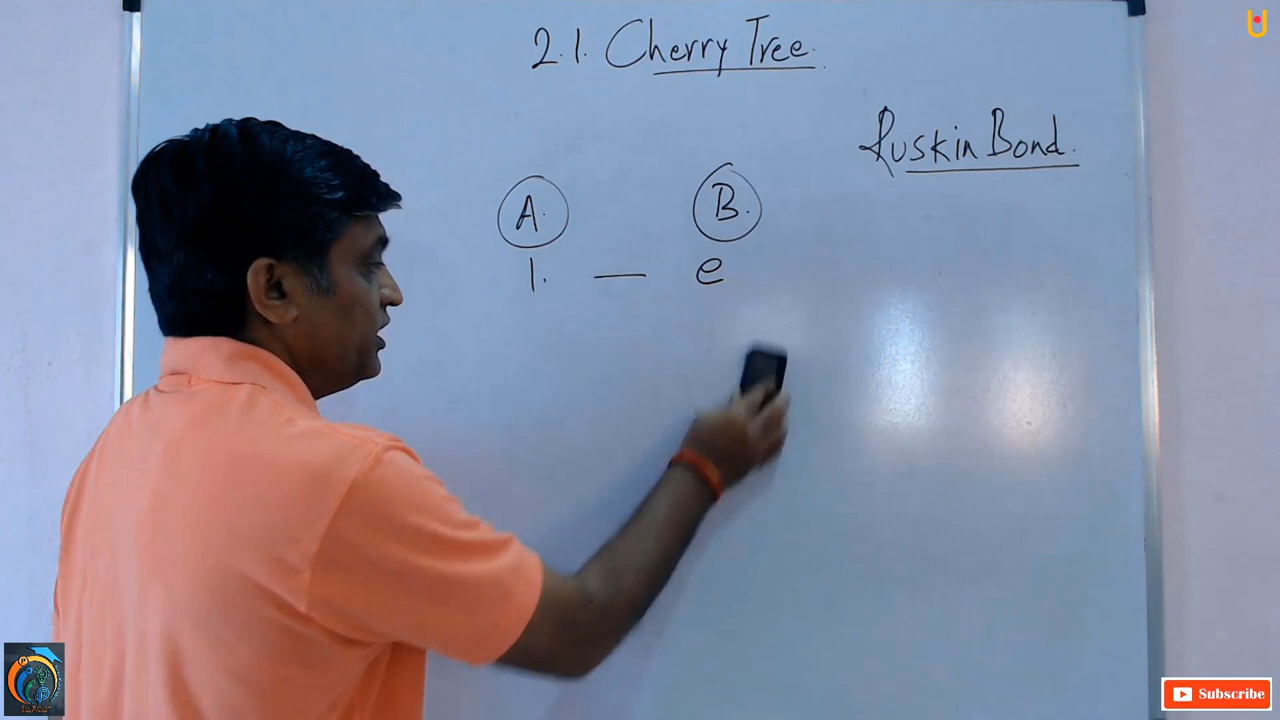 2.1. Cherry Tree.
Ruskin Bond.
A. B.
1. — e
Subscribe